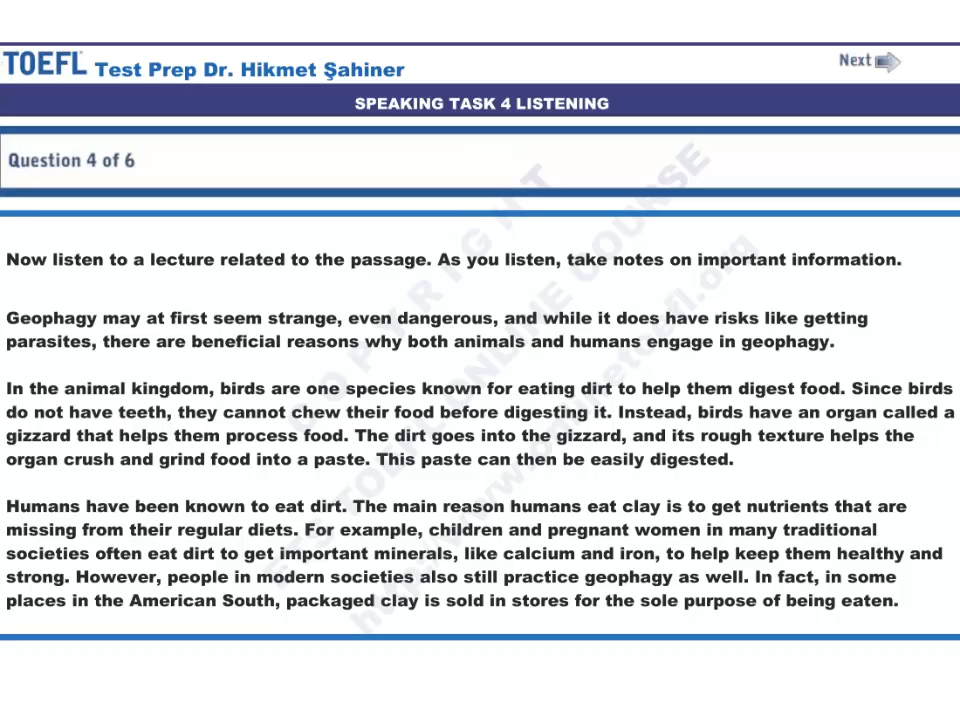 TOEFL Test Prep Dr. Hikmet Şahiner
Next
SPEAKING TASK 4 LISTENING
Question 4 of 6
Now listen to a lecture related to the passage. As you listen, take notes on important information.
Geophagy may at first seem strange, even dangerous, and while it does have risks like getting
parasites, there are beneficial reasons why both animals and humans engage in geophagy.
In the animal kingdom, birds are one species known for eating dirt to help them digest food. Since birds
do not have teeth, they cannot chew their food before digesting it. Instead, birds have an organ called a
gizzard that helps them process food. The dirt goes into the gizzard, and its rough texture helps the
organ crush and grind food into a paste. This paste can then be easily digested.
Humans have been known to eat dirt. The main reason humans eat clay is to get nutrients that are
missing from their regular diets. For example, children and pregnant women in many traditional
societies often eat dirt to get important minerals, like calcium and iron, to help keep them healthy and
strong. However, people in modern societies also still practice geophagy as well. In fact, in some
places in the American South, packaged clay is sold in stores for the sole purpose of being eaten.
COPYRIGHT
TOEFL ONLINE COURSE